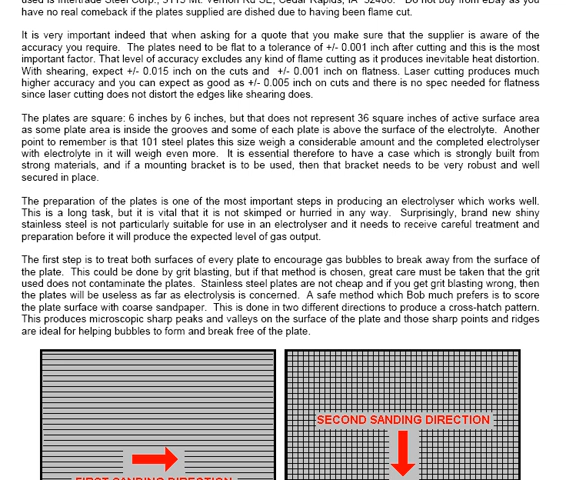 used is Intertrade Steel Corp., 5115 Mt. Vernon Rd SE, Cedar Rapids, IA 52406. Do not buy from eBay as you
have no real comeback if the plates supplied are dished due to having been flame cut.
It is very important indeed that when asking for a quote that you make sure that the supplier is aware of the
accuracy you require. The plates need to be flat to a tolerance of +/- 0.001 inch after cutting and this is the most
important factor. That level of accuracy excludes any kind of flame cutting as it produces inevitable heat distortion.
With shearing, expect +/- 0.015 inch on the cuts and +/- 0.001 inch on flatness. Laser cutting produces much
higher accuracy and you can expect as good as +/- 0.005 inch on cuts and there is no spec needed for flatness
since laser cutting does not distort the edges like shearing does.
The plates are square: 6 inches by 6 inches, but that does not represent 36 square inches of active surface area
as some plate area is inside the grooves and some of each plate is above the surface of the electrolyte. Another
point to remember is that 101 steel plates this size weigh a considerable amount and the completed electrolyser
with electrolyte in it will weigh even more. It is essential therefore to have a case which is strongly built from
strong materials, and if a mounting bracket is to be used, then that bracket needs to be very robust and well
secured in place.
The preparation of the plates is one of the most important steps in producing an electrolyser which works well.
This is a long task, but it is vital that it is not skimped or hurried in any way. Surprisingly, brand new shiny
stainless steel is not particularly suitable for use in an electrolyser and it needs to receive careful treatment and
preparation before it will produce the expected level of gas output.
The first step is to treat both surfaces of every plate to encourage gas bubbles to break away from the surface of
the plate. This could be done by grit blasting, but if that method is chosen, great care must be taken that the grit
used does not contaminate the plates. Stainless steel plates are not cheap and if you get grit blasting wrong, then
the plates will be useless as far as electrolysis is concerned. A safe method which Bob much prefers is to score
the plate surface with coarse sandpaper. This is done in two different directions to produce a cross-hatch pattern.
This produces microscopic sharp peaks and valleys on the surface of the plate and those sharp points and ridges
are ideal for helping bubbles to form and break free of the plate.
SECOND SANDING DIRECTION
FIRST SANDING DIRECTION